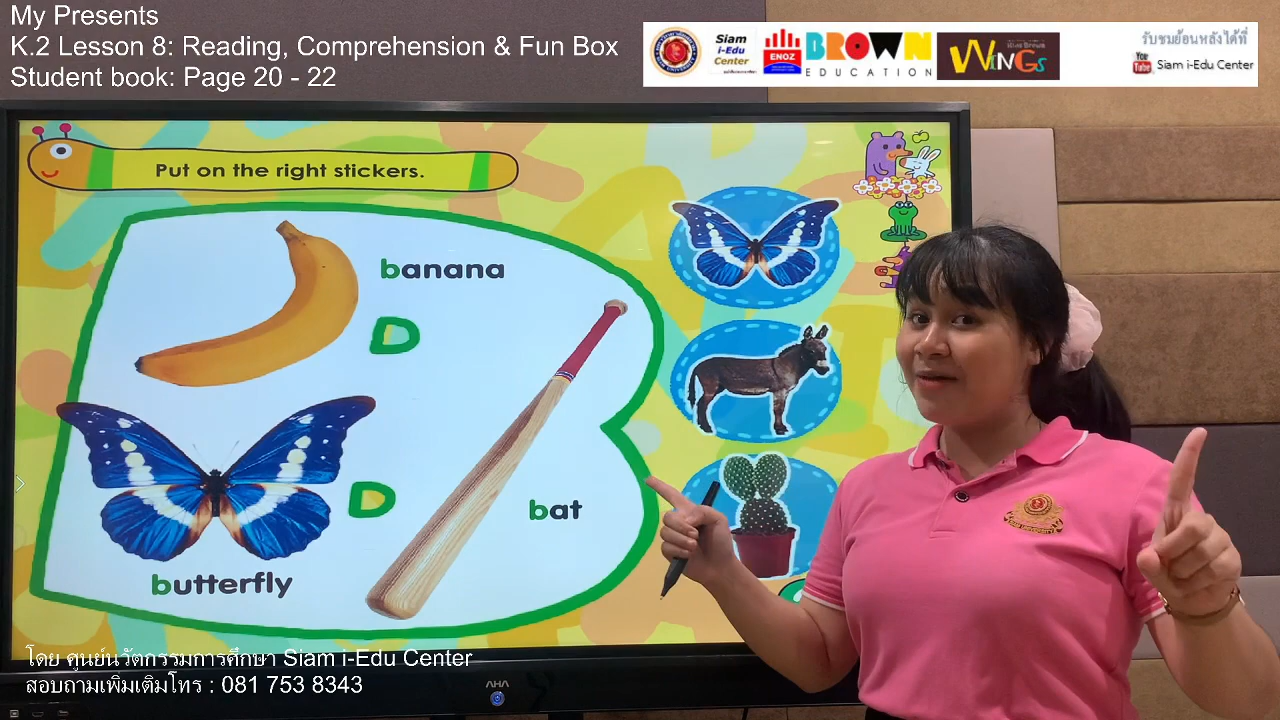 My Presents
K.2 Lesson 8: Reading, Comprehension & Fun Box
Student book: Page 20 - 22
Siam
i-Edu
Center
ENOZ
BROWN
EDUCATION
WiNGs
รับชมย้อนหลังได้ที่
You
Tube
Siam i-Edu Center
Put on the right stickers.
banana
D
D
bat
butterfly
โดย ศูนย์นวัตกรรมการศึกษา Siam i-Edu Center
สอบถามเพิ่มเติมโทร : 081 753 8343
AHA